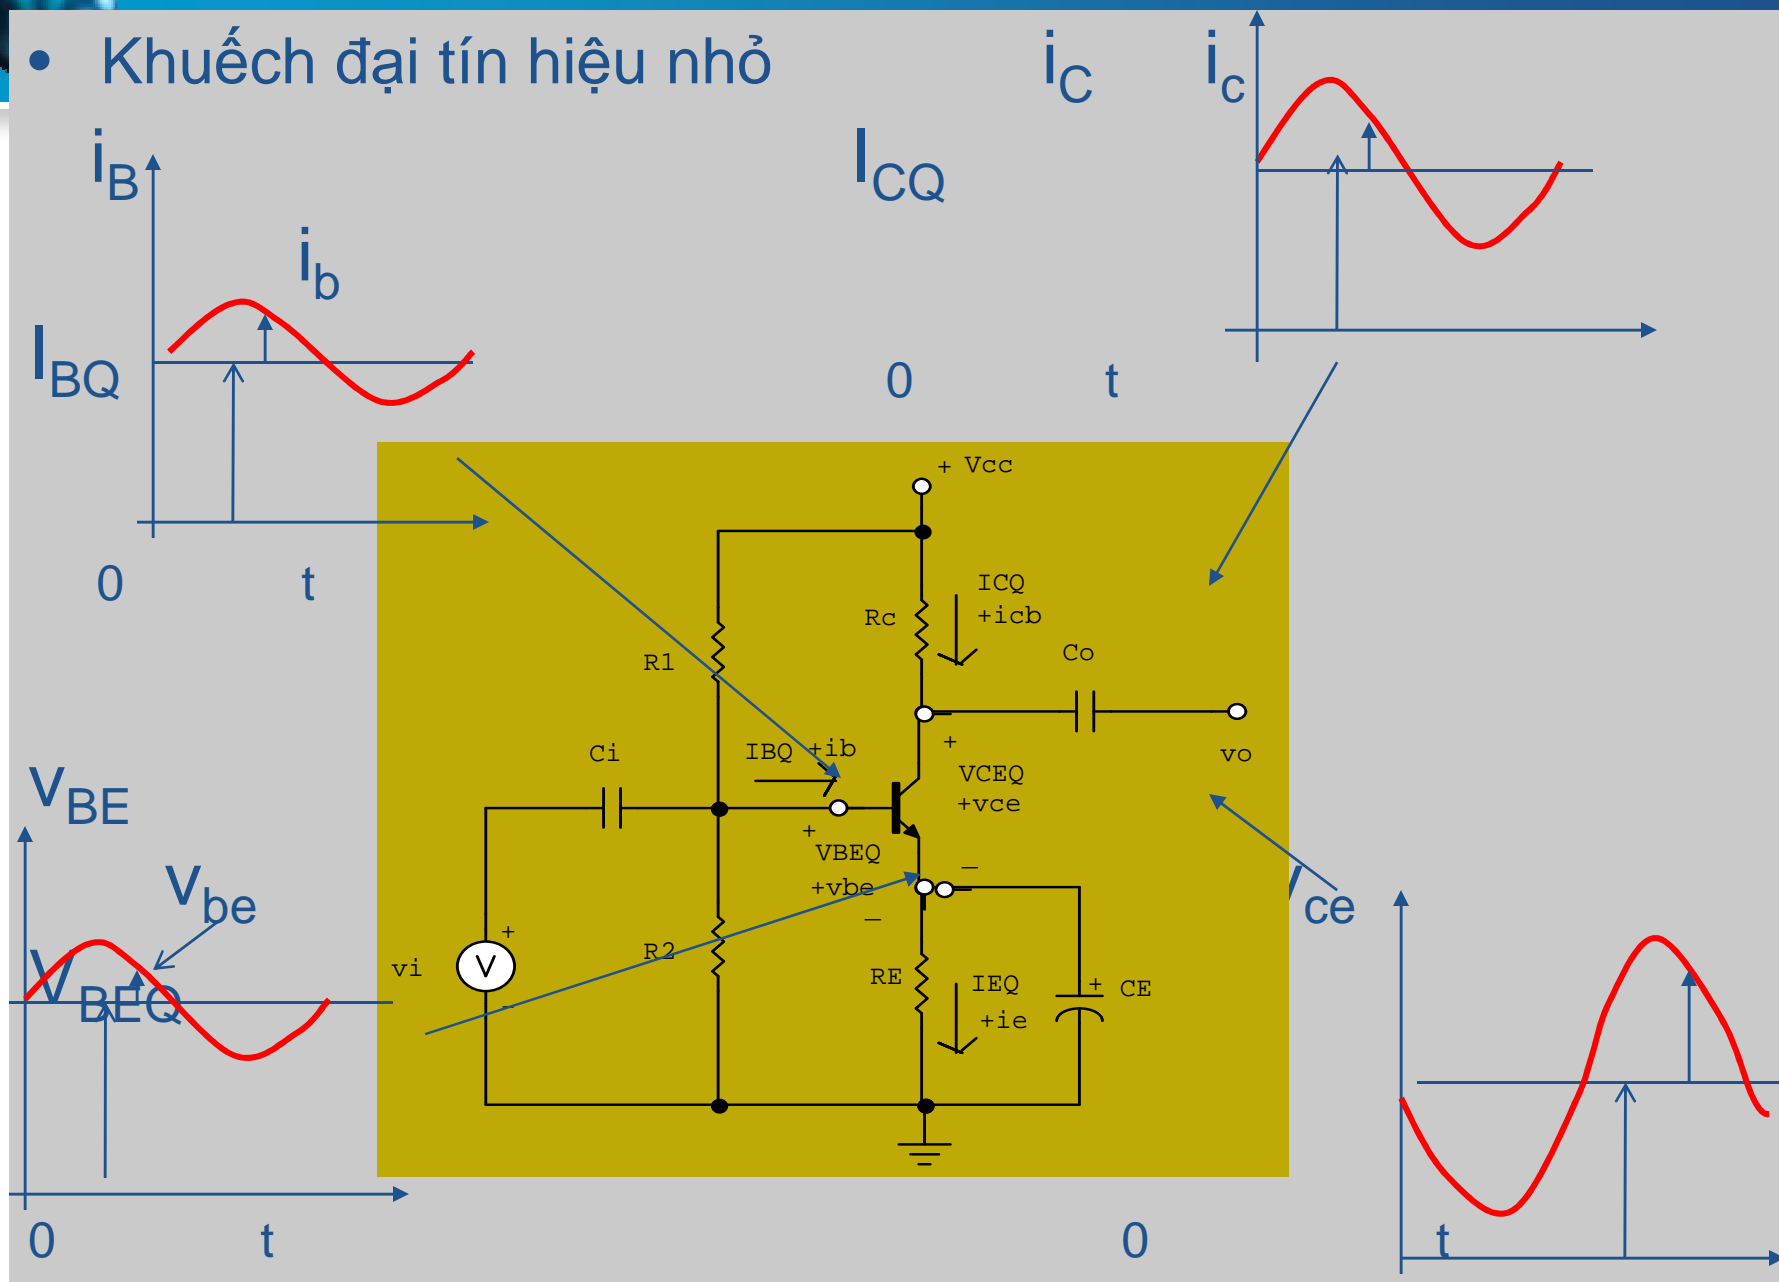 • Khuếch đại tín hiệu nhỏ
iC ic
iB
ICQ
ib
IBQ
0 t
0 t
+ Vcc
ICQ
+icb
Rc
R1
Co
Ci
IBQ +ib
+
vo
VCEQ
+vce
vBE
+
VBEQ
+vbe
–
–
vbe
ce
VBEQ
vi
+
V
-
R2
RE
IEQ
+ie
+ CE
0 t
0 t